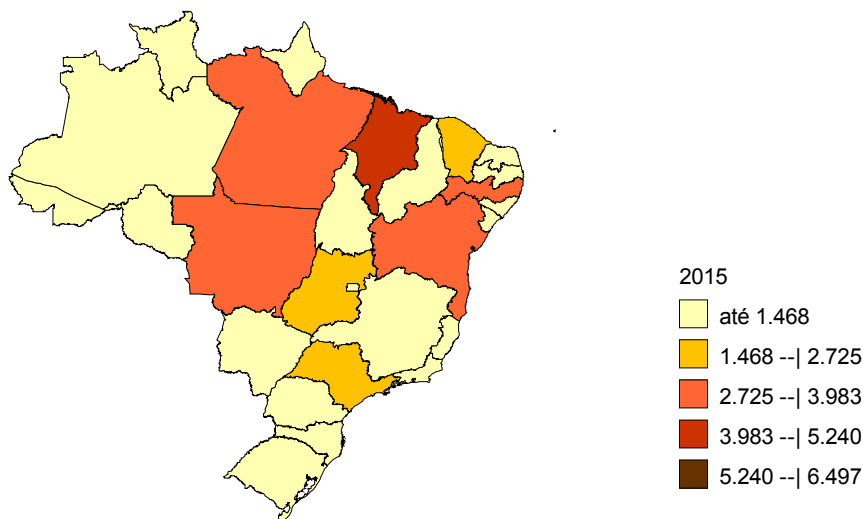 2015
até 1.468
1.468 --| 2.725
2.725 --| 3.983
3.983 --| 5.240
5.240 --| 6.497